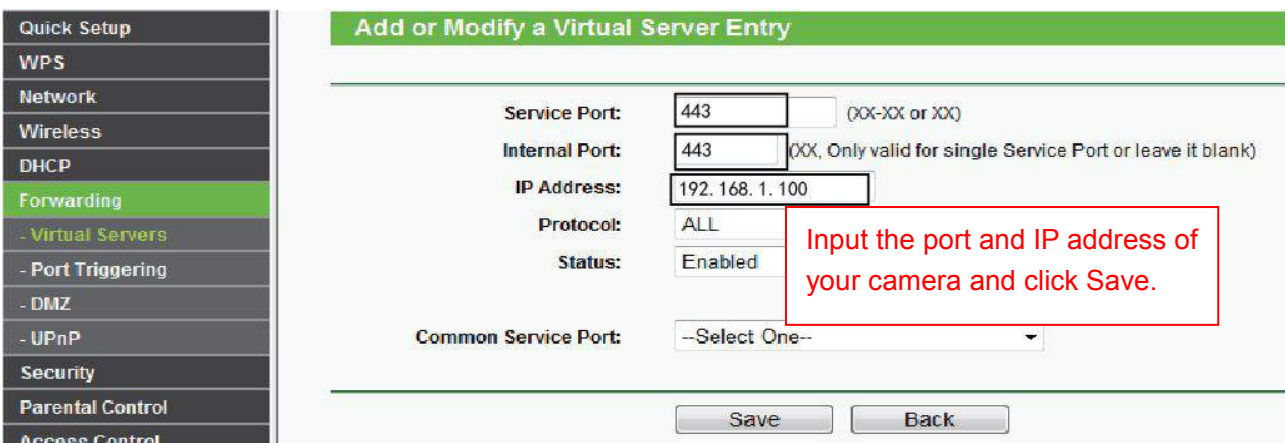 Quick Setup
WPS
Network
Wireless
DHCP
Forwarding
- Virtual Servers
- Port Triggering
- DMZ
- UPnP
Security
Parental Control
Access Control
Add or Modify a Virtual Server Entry
Service Port: 443 (XX-XX or XX)
Internal Port: 443 (XX, Only valid for single Service Port or leave it blank)
IP Address: 192. 168. 1. 100
Protocol: ALL
Status: Enabled
Input the port and IP address of
your camera and click Save.
Common Service Port: --Select One--
Save Back